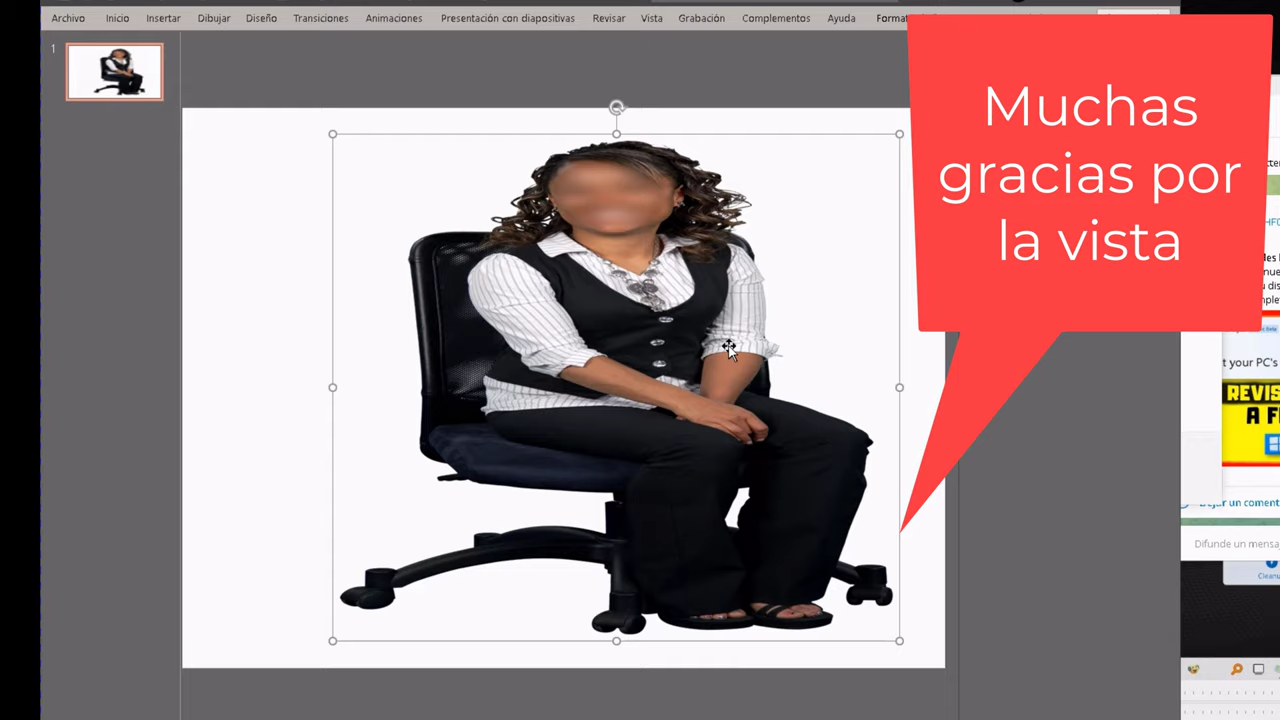 Archivo Inicio Insertar Dibujar Diseño Transiciones Animaciones Presentación con diapositivas Revisar Vista Grabación Complementos Ayuda
1
Muchas
gracias por
la vista
t your PC's
REVIS
A F
Dejar un coment
Difunde un mensa